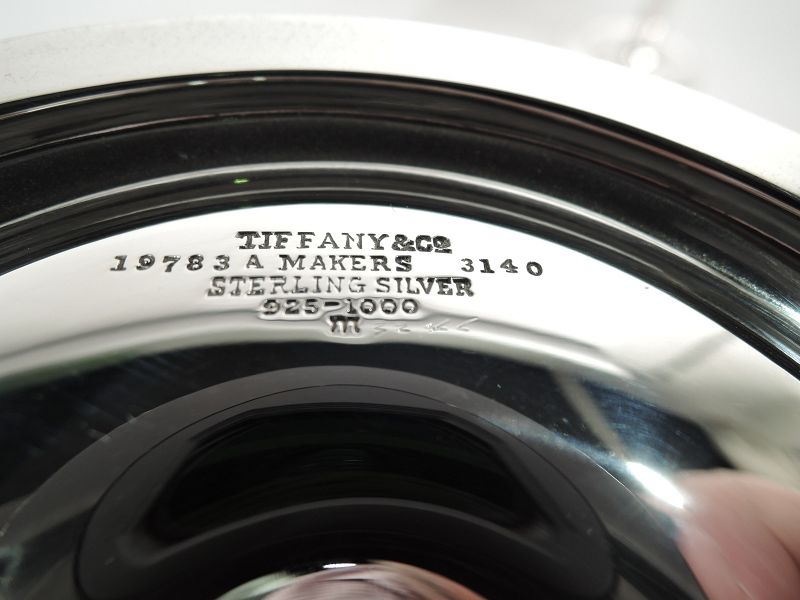 TIFFANY & Co
19783 A MAKERS 3140
STERLING SILVER
925-1000
m